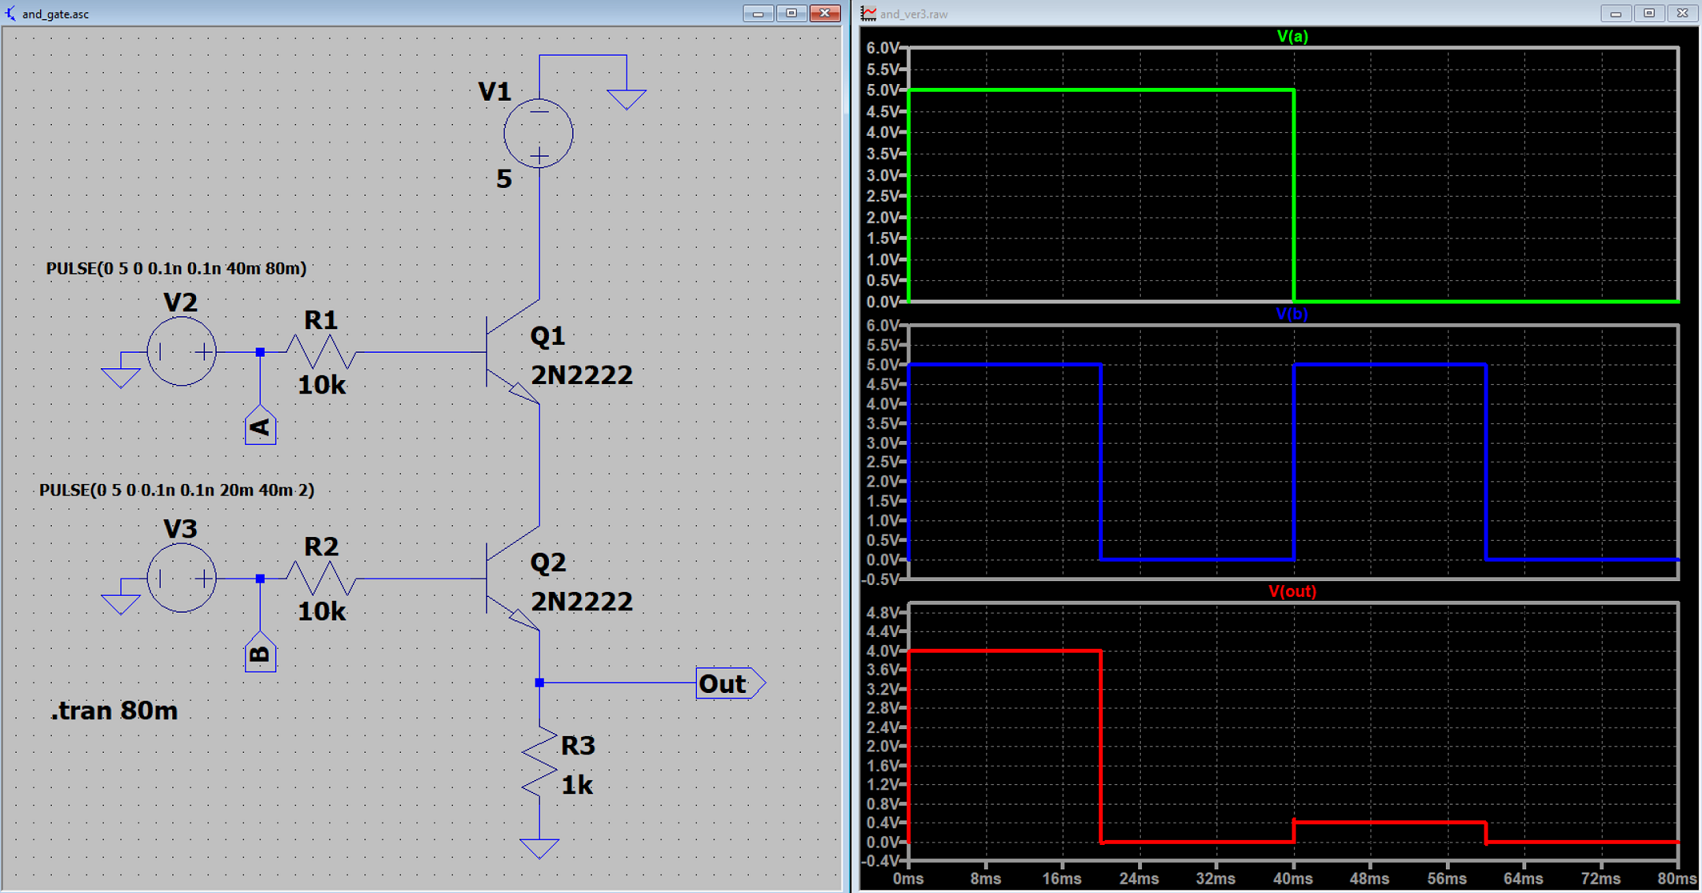 and_gate.asc
V1
5
PULSE(0 5 0 0.1n 0.1n 40m 80m)
V2
R1
10k
A
Q1
2N2222
PULSE(0 5 0 0.1n 0.1n 20m 40m 2)
V3
R2
10k
B
Q2
2N2222
Out
.tran 80m
R3
1k
and_ver3.raw
V(a)
6.0V
5.5V
5.0V
4.5V
4.0V
3.5V
3.0V
2.5V
2.0V
1.5V
1.0V
0.5V
0.0V
V(b)
6.0V
5.5V
5.0V
4.5V
4.0V
3.5V
3.0V
2.5V
2.0V
1.5V
1.0V
0.5V
0.0V
-0.5V
V(out)
4.8V
4.4V
4.0V
3.6V
3.2V
2.8V
2.4V
2.0V
1.6V
1.2V
0.8V
0.4V
0.0V
-0.4V
0ms 8ms 16ms 24ms 32ms 40ms 48ms 56ms 64ms 72ms 80ms